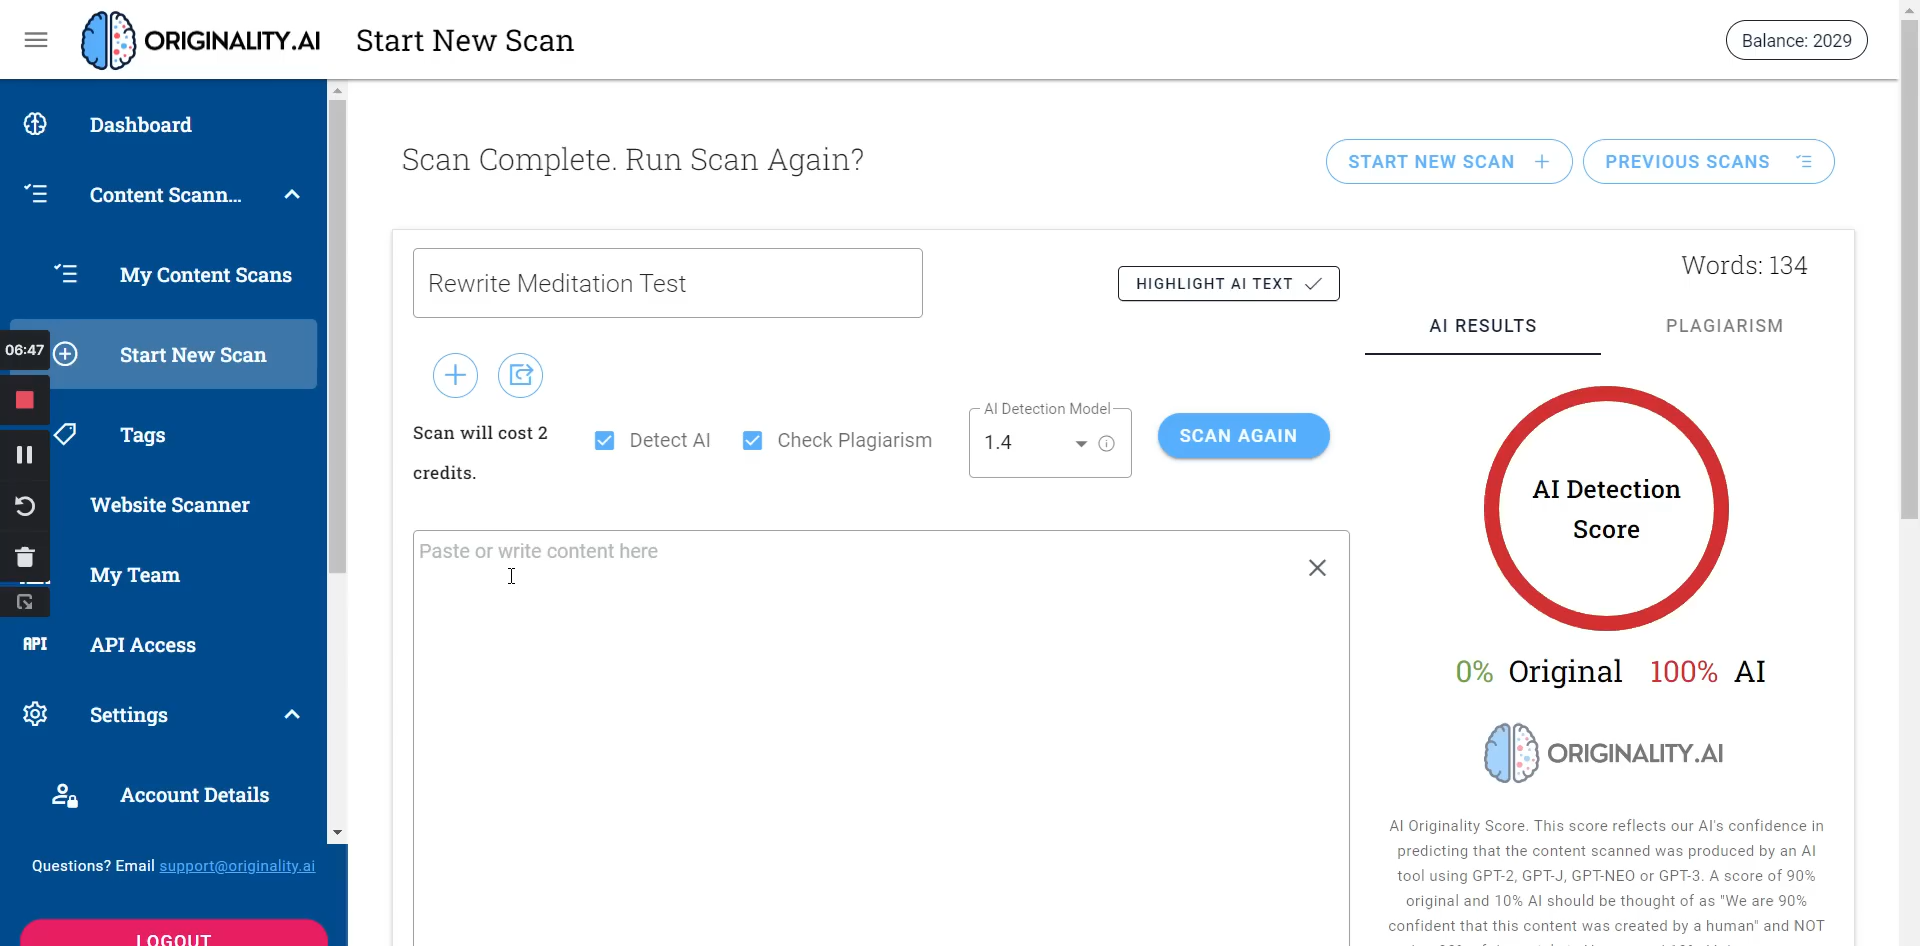 ORIGINALITY.AI
Start New Scan
Balance: 2029
Dashboard
Content Scann...
My Content Scans
Start New Scan
06:47
Tags
Website Scanner
My Team
API
API Access
Settings
Account Details
Questions? Email support@originality.ai
LOGOUT
Scan Complete. Run Scan Again?
START NEW SCAN
PREVIOUS SCANS
Rewrite Meditation Test
HIGHLIGHT AI TEXT
Words: 134
AI RESULTS
PLAGIARISM
Scan will cost 2
credits.
Detect AI
Check Plagiarism
AI Detection Model
1.4
SCAN AGAIN
Paste or write content here
AI Detection
Score
0% Original 100% AI
ORIGINALITY.AI
AI Originality Score. This score reflects our AI's confidence in
predicting that the content scanned was produced by an AI
tool using GPT-2, GPT-J, GPT-NEO or GPT-3. A score of 90%
original and 10% AI should be thought of as "We are 90%
confident that this content was created by a human" and NOT